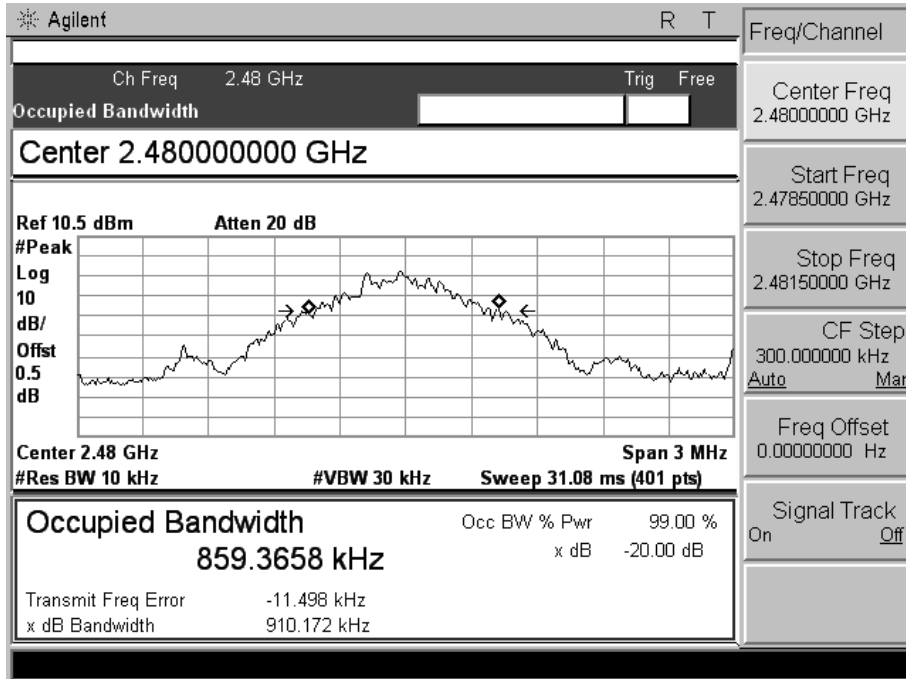 Agilent R T
Ch Freq 2.48 GHz Trig Free
Occupied Bandwidth
Center 2.480000000 GHz
Ref 10.5 dBm Atten 20 dB
#Peak
Log
10
dB/
Offst
0.5
dB
Center 2.48 GHz Span 3 MHz
#Res BW 10 kHz #VBW 30 kHz Sweep 31.08 ms (401 pts)
Occupied Bandwidth
859.3658 kHz
Occ BW % Pwr 99.00 %
x dB -20.00 dB
Transmit Freq Error -11.498 kHz
x dB Bandwidth 910.172 kHz
Freq/Channel
Center Freq
2.48000000 GHz
Start Freq
2.47850000 GHz
Stop Freq
2.48150000 GHz
CF Step
300.000000 kHz
Auto Mar
Freq Offset
0.00000000 Hz
Signal Track
On Off